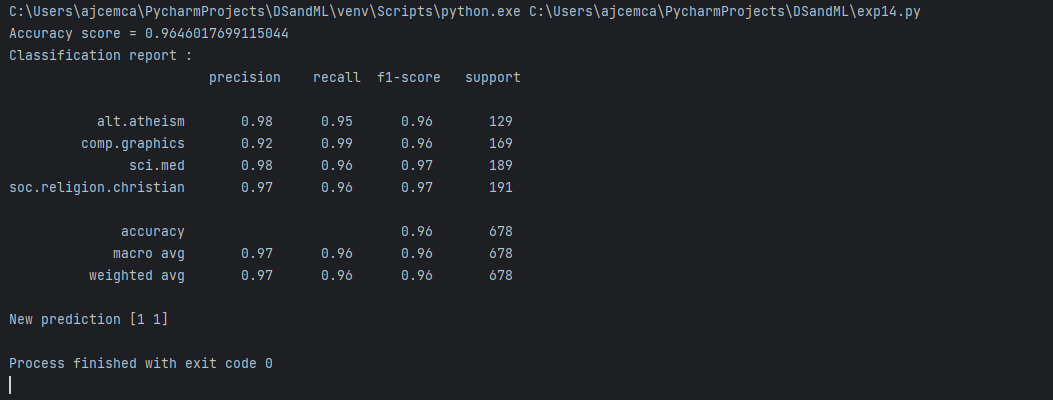 C:\Users\ajcemca\PycharmProjects\DSandML\venv\Scripts\python.exe C:\Users\ajcemca\PycharmProjects\DSandML\exp14.py
Accuracy score = 0.9646017699115044
Classification report :
precision recall f1-score support
alt.atheism 0.98 0.95 0.96 129
comp.graphics 0.92 0.99 0.96 169
sci.med 0.98 0.96 0.97 189
soc.religion.christian 0.97 0.96 0.97 191
accuracy 0.96 678
macro avg 0.97 0.96 0.96 678
weighted avg 0.97 0.96 0.96 678
New prediction [1 1]
Process finished with exit code 0